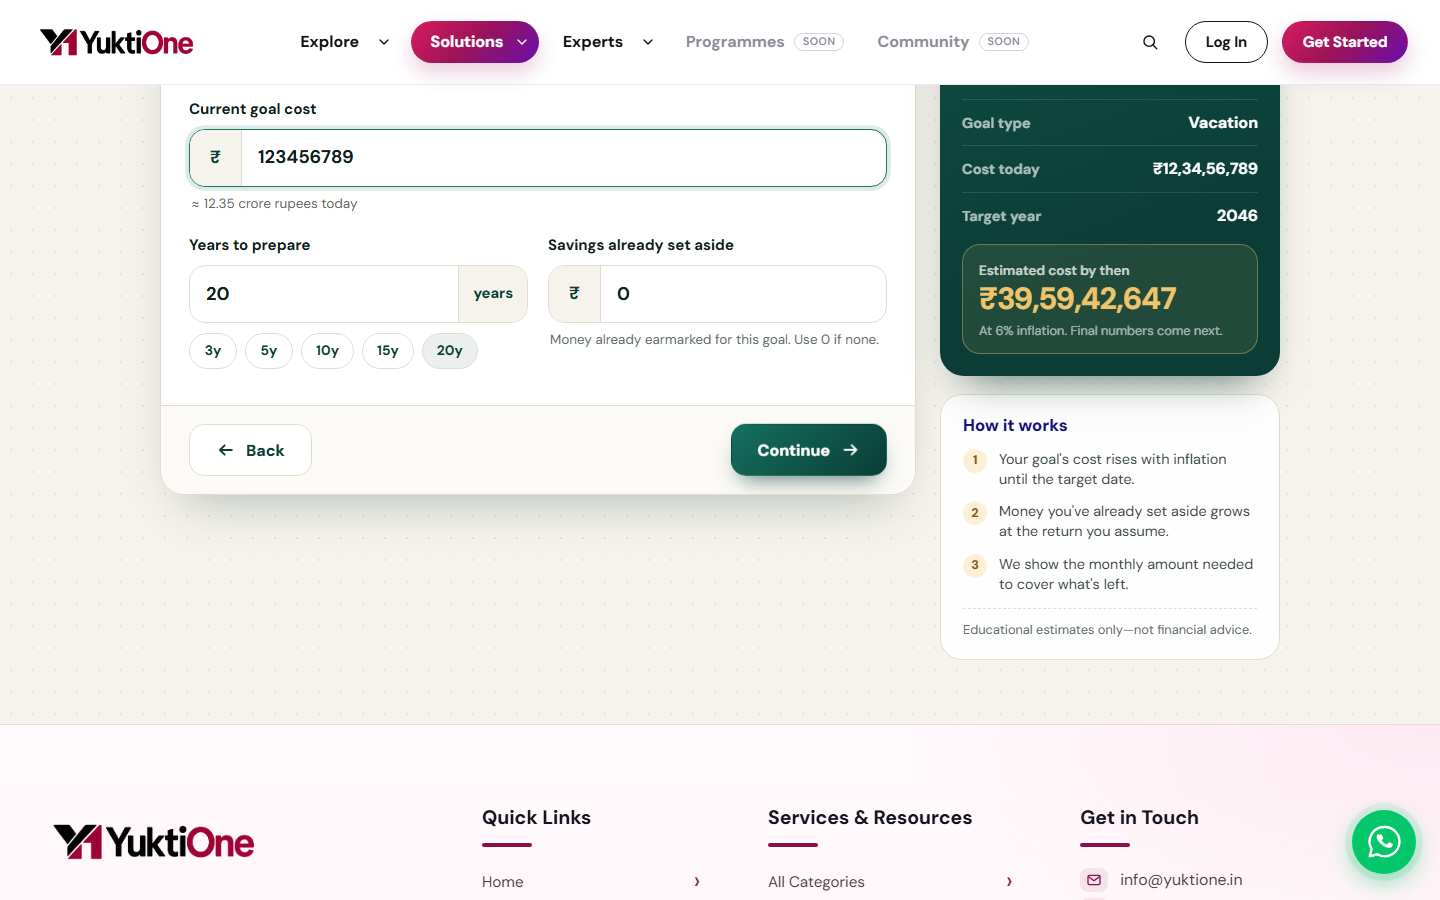 YuktiOne
Explore
Solutions
Experts
Programmes SOON
Community SOON
Log In
Get Started
Current goal cost
₹ 123456789
≈ 12.35 crore rupees today
Years to prepare
20 years
3y 5y 10y 15y 20y
Savings already set aside
₹ 0
Money already earmarked for this goal. Use 0 if none.
Back
Continue
Goal type Vacation
Cost today ₹12,34,56,789
Target year 2046
Estimated cost by then
₹39,59,42,647
At 6% inflation. Final numbers come next.
How it works
1 Your goal's cost rises with inflation
until the target date.
2 Money you've already set aside grows
at the return you assume.
3 We show the monthly amount needed
to cover what's left.
Educational estimates only—not financial advice.
YuktiOne
Quick Links
Home
Services & Resources
All Categories
Get in Touch
info@yuktione.in